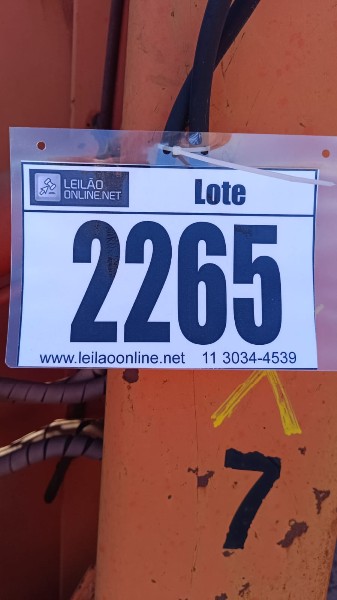 LEILÃO
ONLINE.NET
Lote
2265
www.leilaoonline.net 11 3034-4539
7